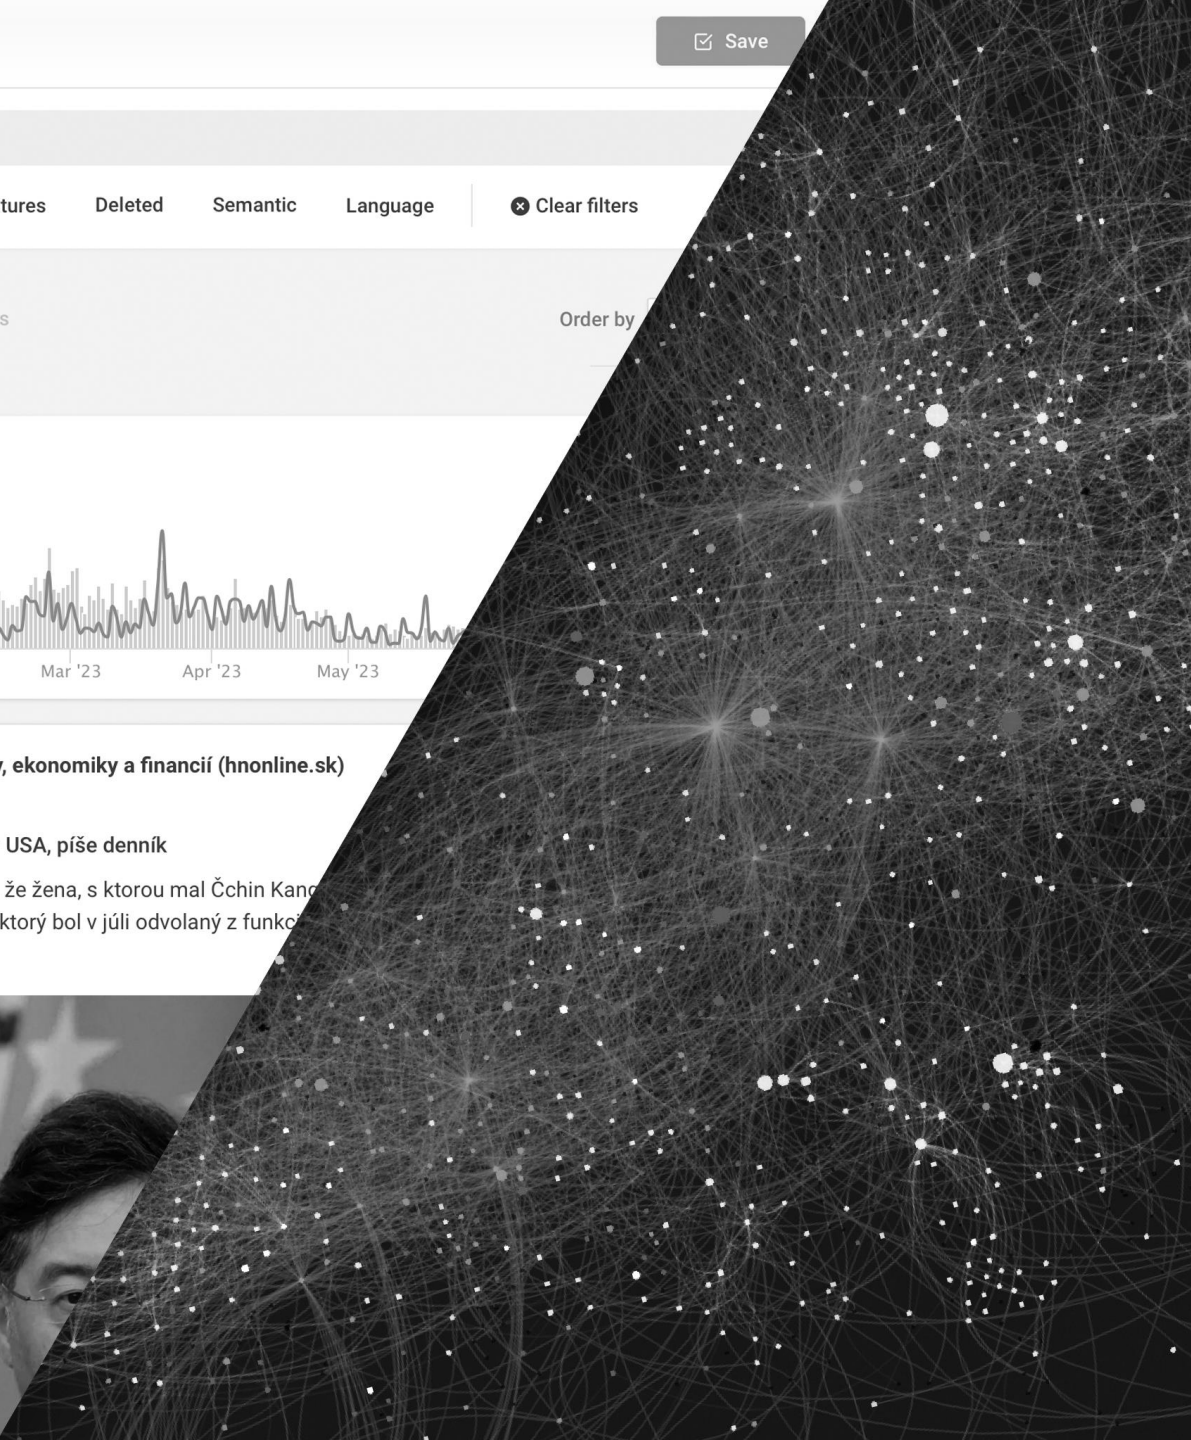 Save
tures Deleted Semantic Language Clear filters
s
Order by
Mar '23 Apr '23 May '23
, ekonomiky a financií (hnonline.sk)
USA, píše denník
že žena, s ktorou mal Čchin Kang
ktorý bol v júli odvolaný z funkci